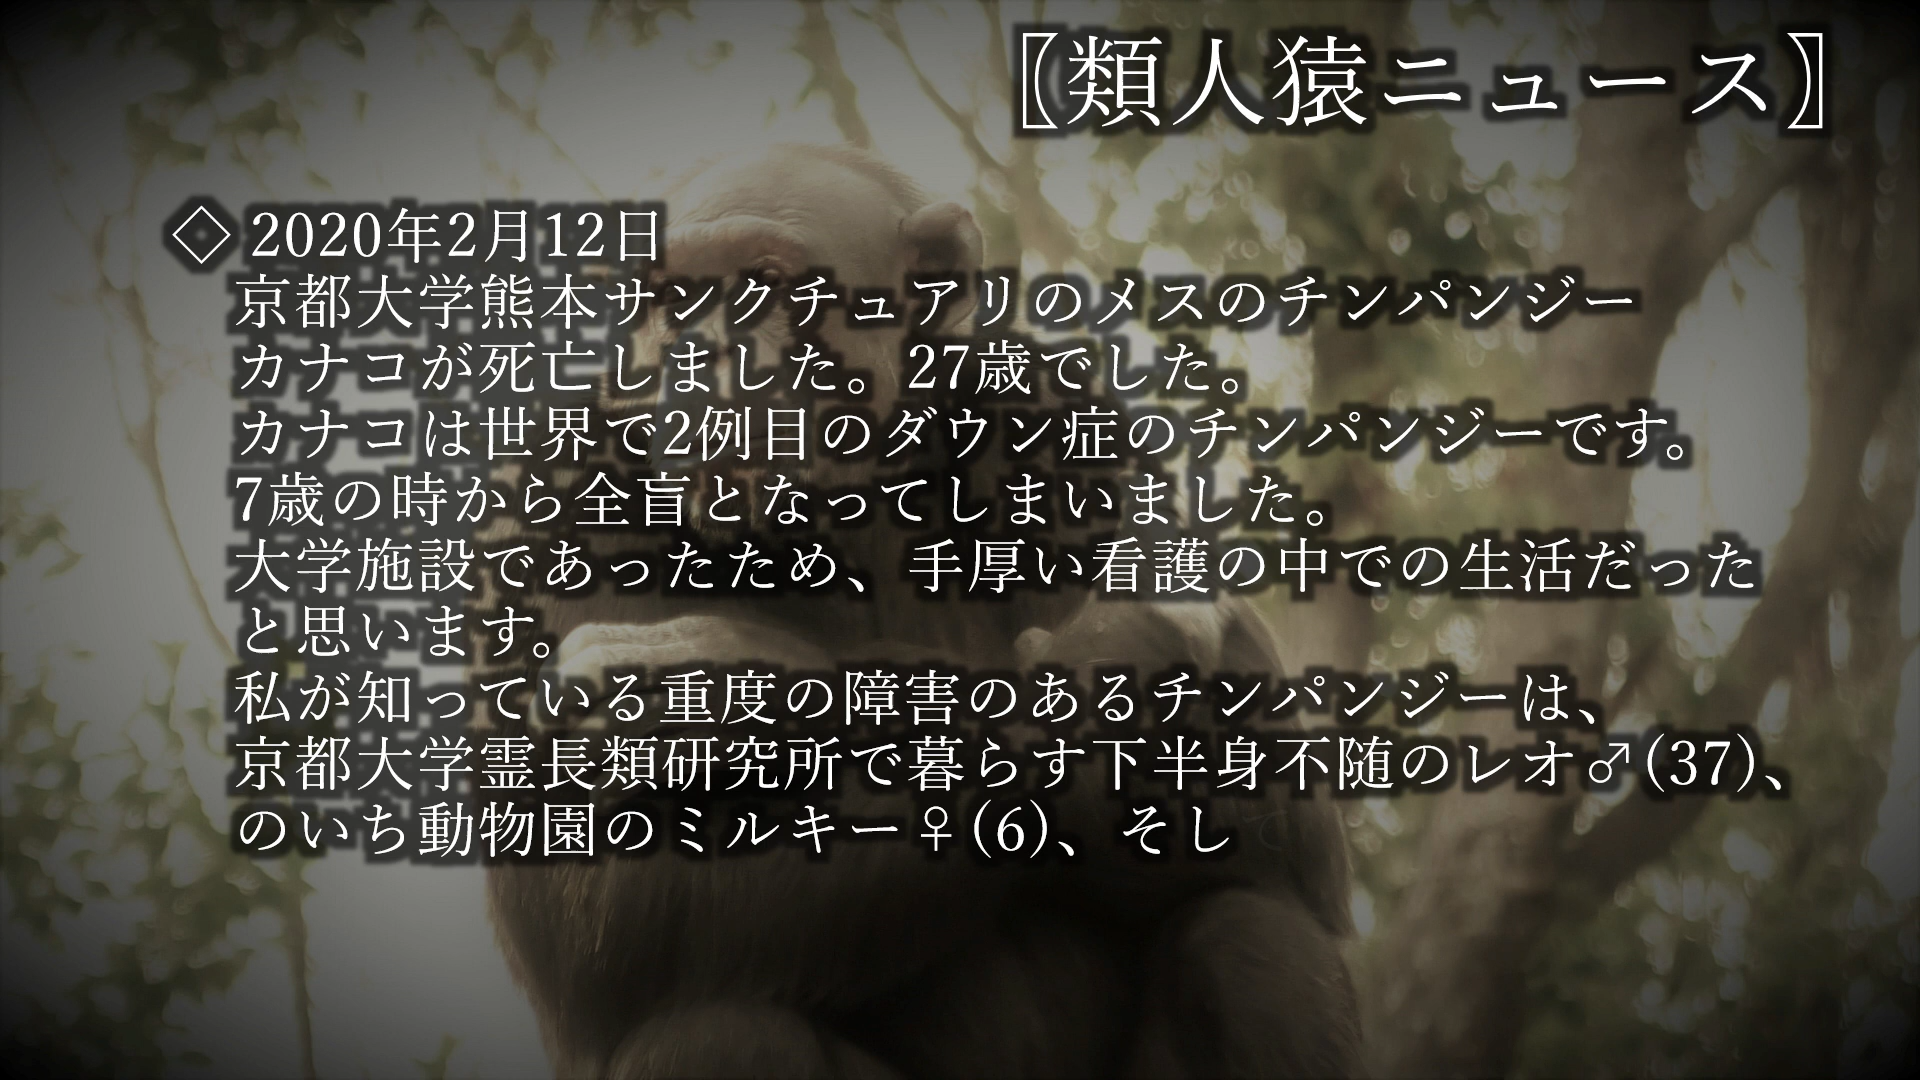 〖類人猿ニュース〗
◇2020年2月12日
京都大学熊本サンクチュアリのメスのチンパンジー
カナコが死亡しました。27歳でした。
カナコは世界で2例目のダウン症のチンパンジーです。
7歳の時から全盲となってしまいました。
大学施設であったため、手厚い看護の中での生活だった
と思います。
私が知っている重度の障害のあるチンパンジーは、
京都大学霊長類研究所で暮らす下半身不随のレオ♂(37)、
のいち動物園のミルキー♀(6)、そし